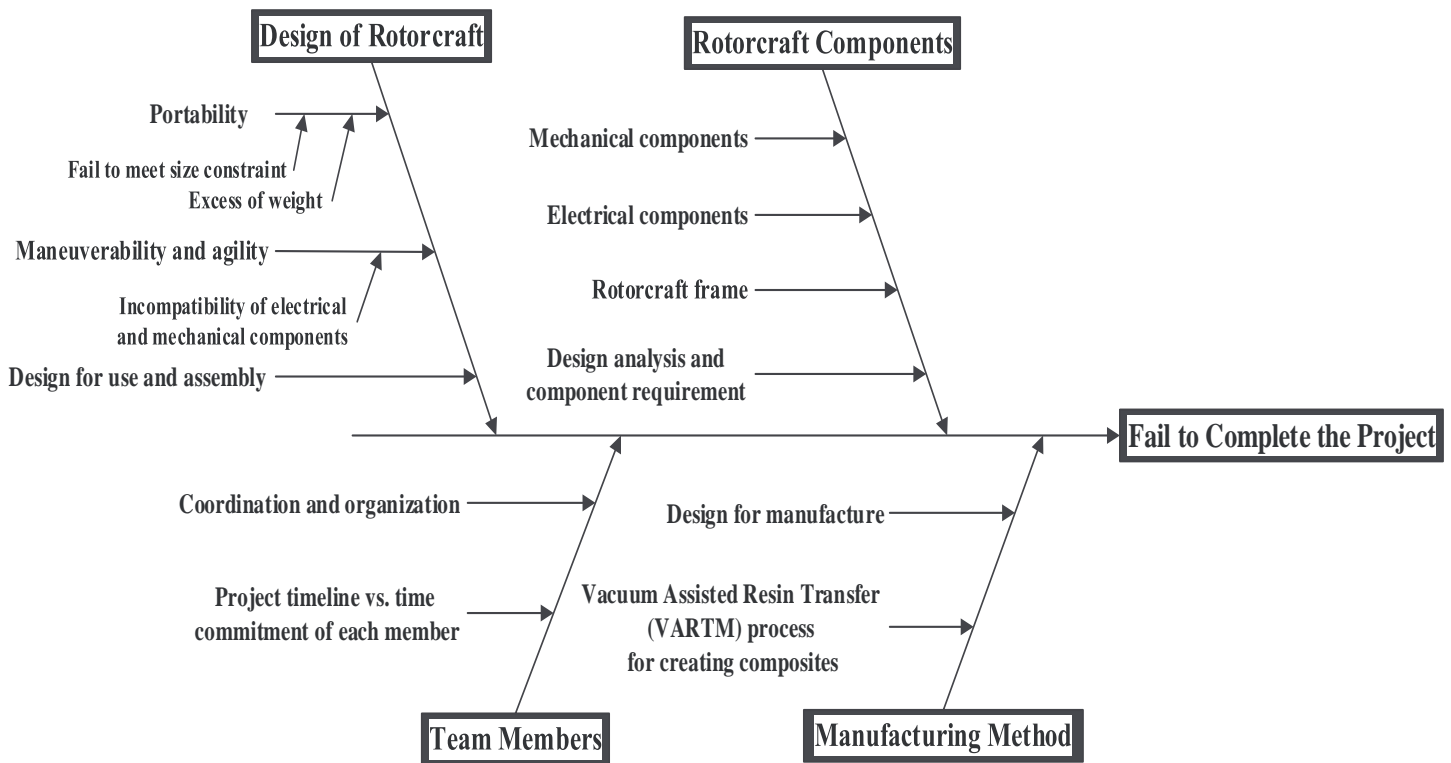 Design of Rotorcraft
Rotorcraft Components
Portability
Fail to meet size constraint
Excess of weight
Maneuverability and agility
Incompatibility of electrical
and mechanical components
Design for use and assembly
Mechanical components
Electrical components
Rotorcraft frame
Design analysis and
component requirement
Fail to Complete the Project
Coordination and organization
Project timeline vs. time
commitment of each member
Design for manufacture
Vacuum Assisted Resin Transfer
(VARTM) process
for creating composites
Team Members
Manufacturing Method